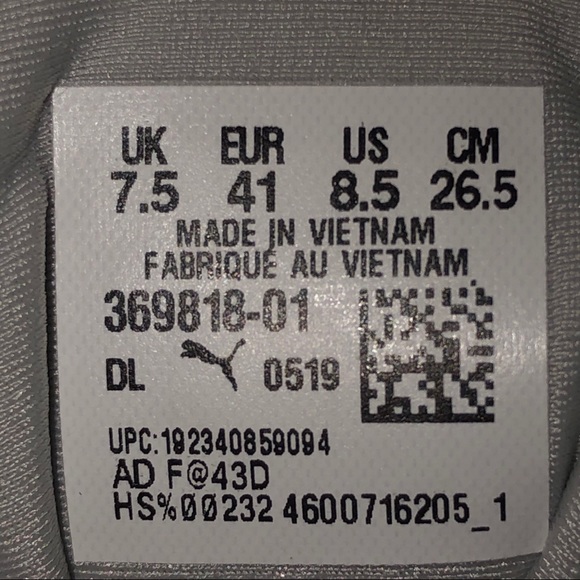 UK EUR US CM
7.5 41 8.5 26.5
MADE IN VIETNAM
FABRIQUÉ AU VIETNAM
369818-01
DL 0519
UPC:192340859094
AD F@43D
HS%00232 4600716205_1